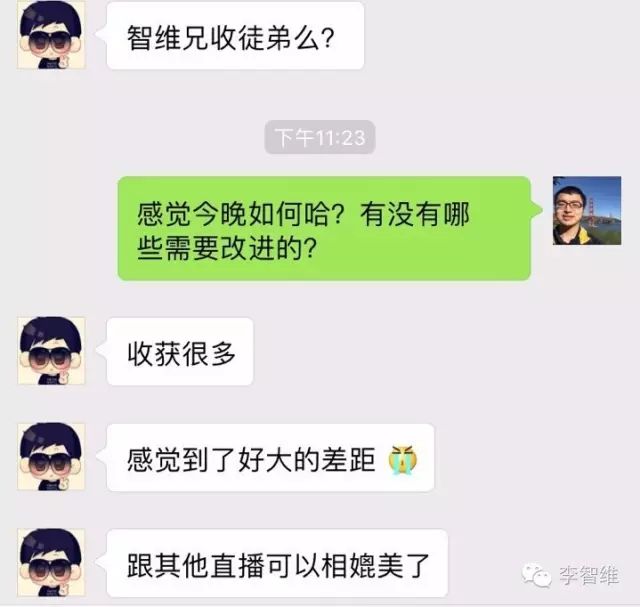 智维兄收徒弟么?
下午11:23
感觉今晚如何哈?有没有哪
些需要改进的?
收获很多
感觉到了好大的差距 😭
跟其他直播可以相媲美了
李智维